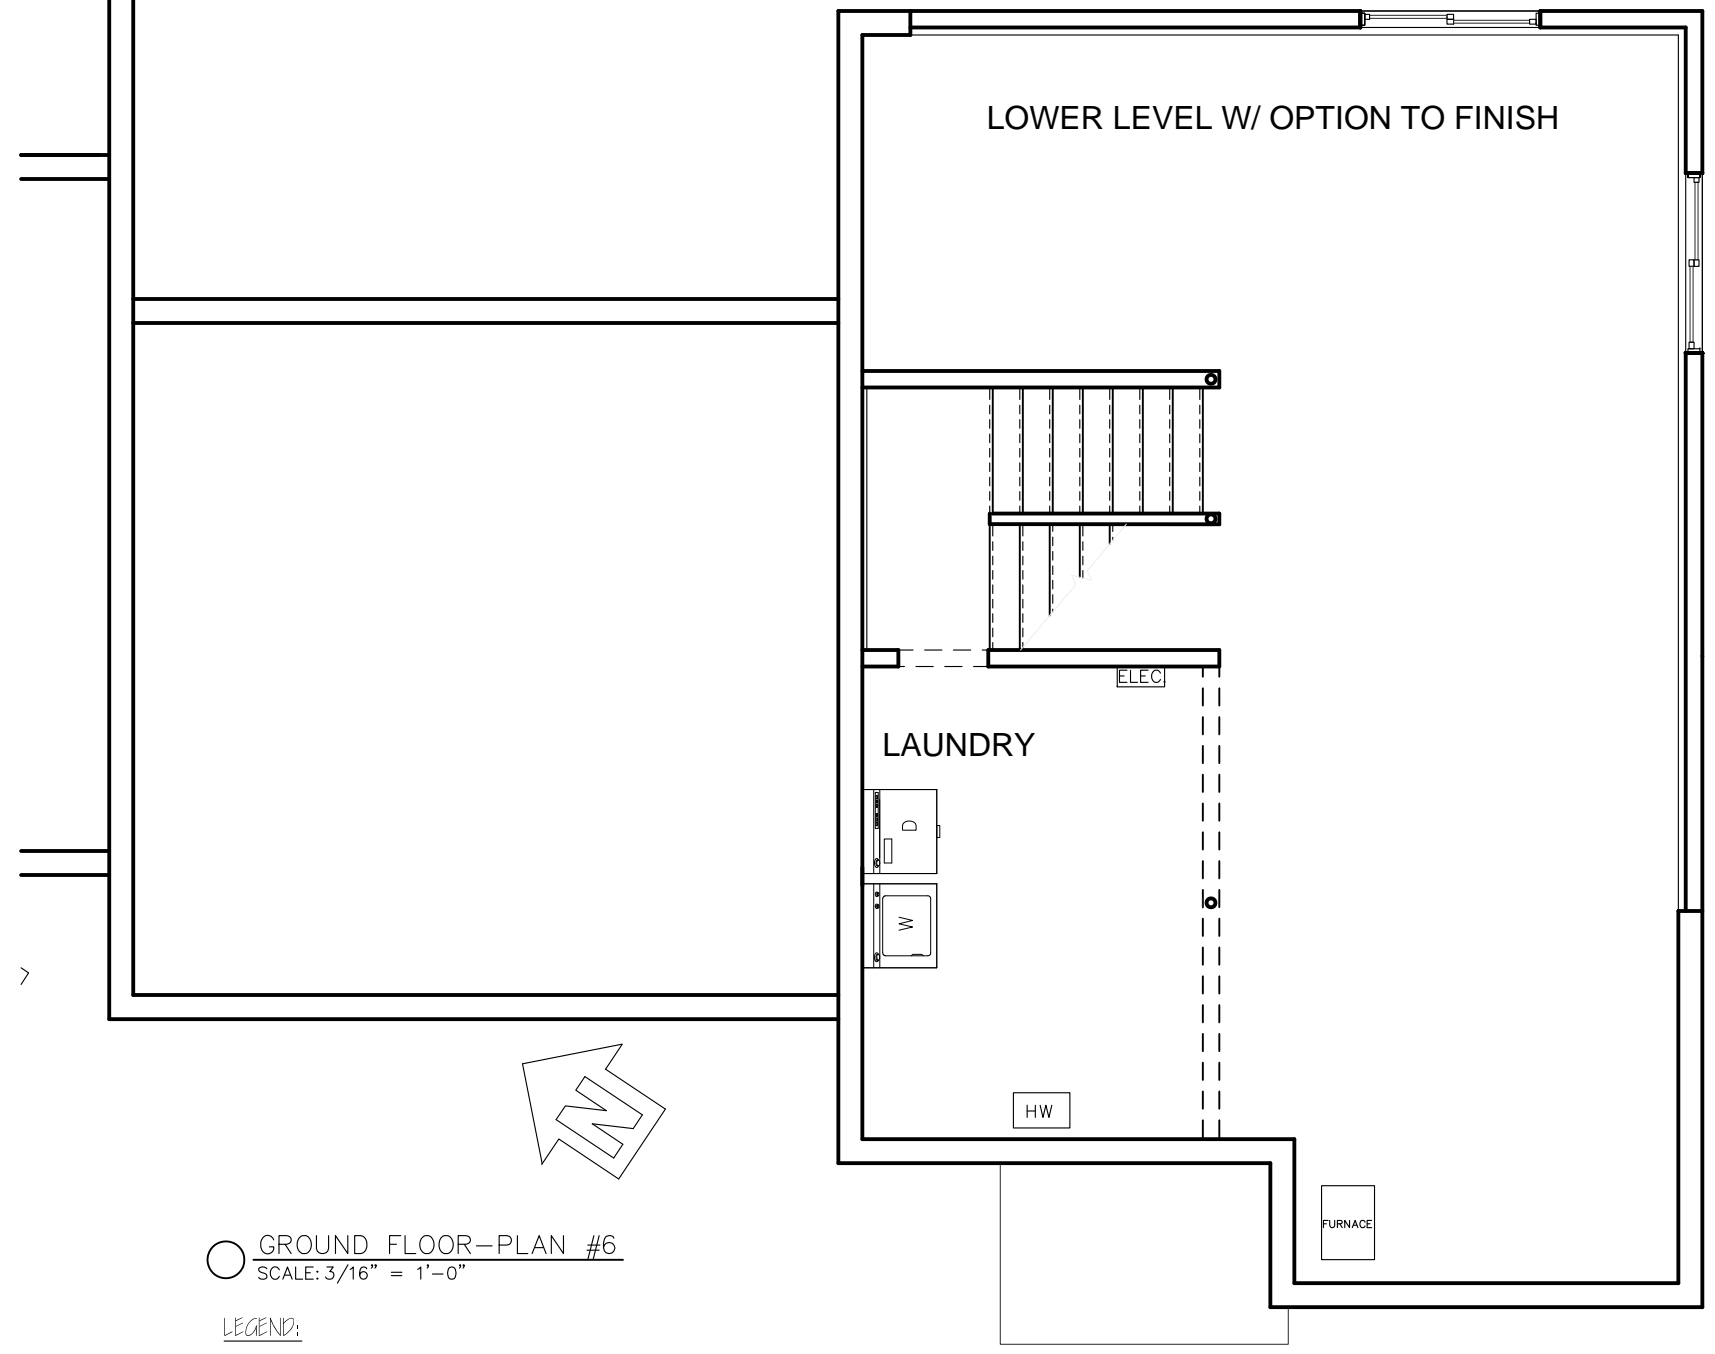 LOWER LEVEL W/ OPTION TO FINISH
ELEC.
LAUNDRY
D
W
HW
N
FURNACE
GROUND FLOOR-PLAN #6
SCALE: 3/16" = 1'-0"
LEGEND: